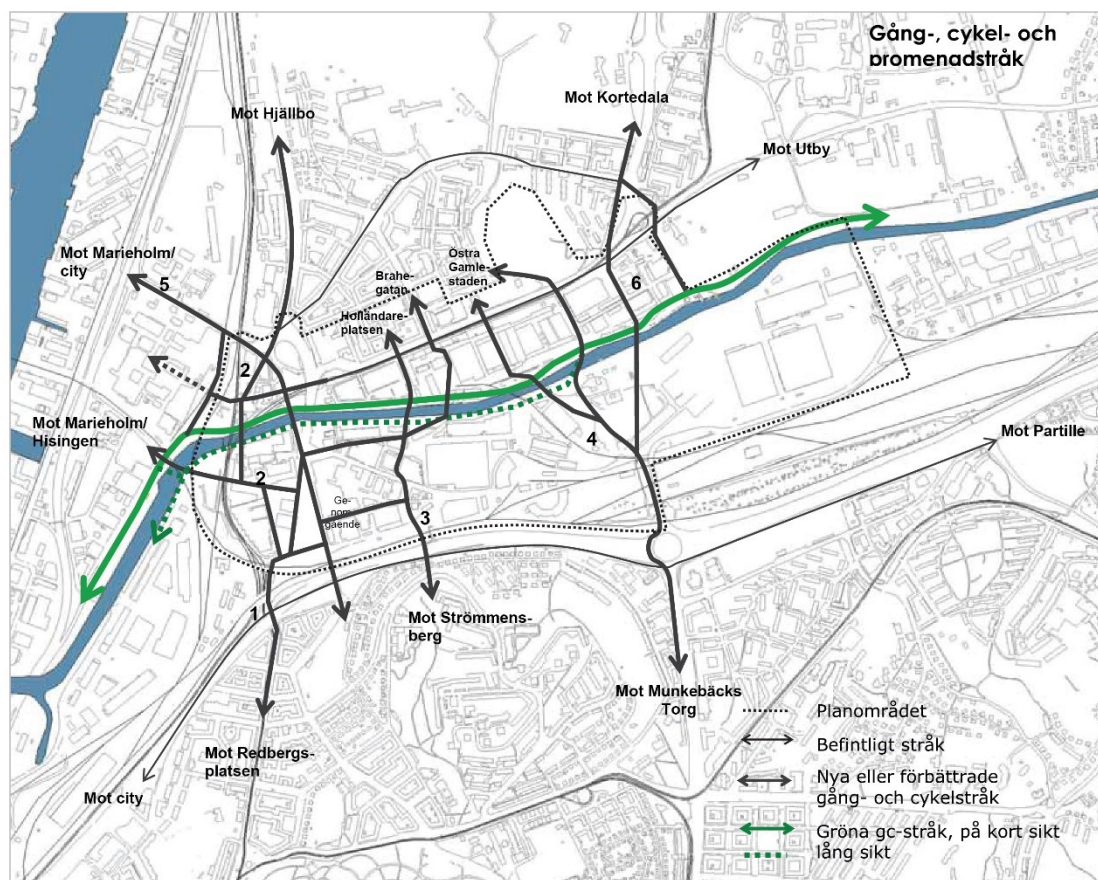 Gång-, cykel- och
promenadstråk
Mot Kortedala
Mot Hjällbo
Mot Utby
Mot Marieholm/
city
5
Östra
Gamle-
staden
Brahe-
gatan
6
Holländare-
platsen
2
Mot Marieholm/
Hisingen
Mot Partille
4
2
Ge-
nom-
gående
3
1
Mot Strömmens-
berg
Mot Munkebäcks
Torg
Mot Redbergs-
platsen
Mot city
Planområdet
Befintligt stråk
Nya eller förbättrade
gång- och cykelstråk
Gröna gc-stråk, på kort sikt
lång sikt